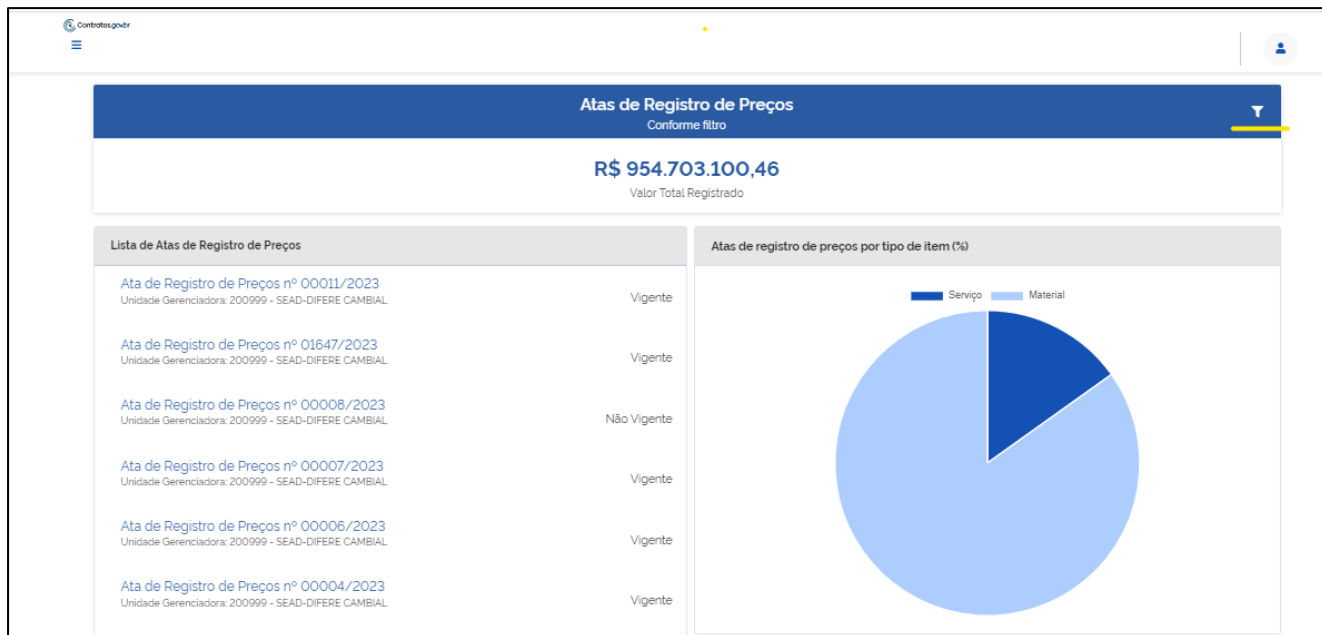 Contratos.gov.br
Atas de Registro de Preços
Conforme filtro
R$ 954.703.100,46
Valor Total Registrado
Lista de Atas de Registro de Preços
Ata de Registro de Preços nº 00011/2023
Unidade Gerenciadora: 200999 - SEAD-DIFERE CAMBIAL
Vigente
Ata de Registro de Preços nº 01647/2023
Unidade Gerenciadora: 200999 - SEAD-DIFERE CAMBIAL
Vigente
Ata de Registro de Preços nº 00008/2023
Unidade Gerenciadora: 200999 - SEAD-DIFERE CAMBIAL
Não Vigente
Ata de Registro de Preços nº 00007/2023
Unidade Gerenciadora: 200999 - SEAD-DIFERE CAMBIAL
Vigente
Ata de Registro de Preços nº 00006/2023
Unidade Gerenciadora: 200999 - SEAD-DIFERE CAMBIAL
Vigente
Ata de Registro de Preços nº 00004/2023
Unidade Gerenciadora: 200999 - SEAD-DIFERE CAMBIAL
Vigente
Atas de registro de preços por tipo de item (%)
Serviço
Material